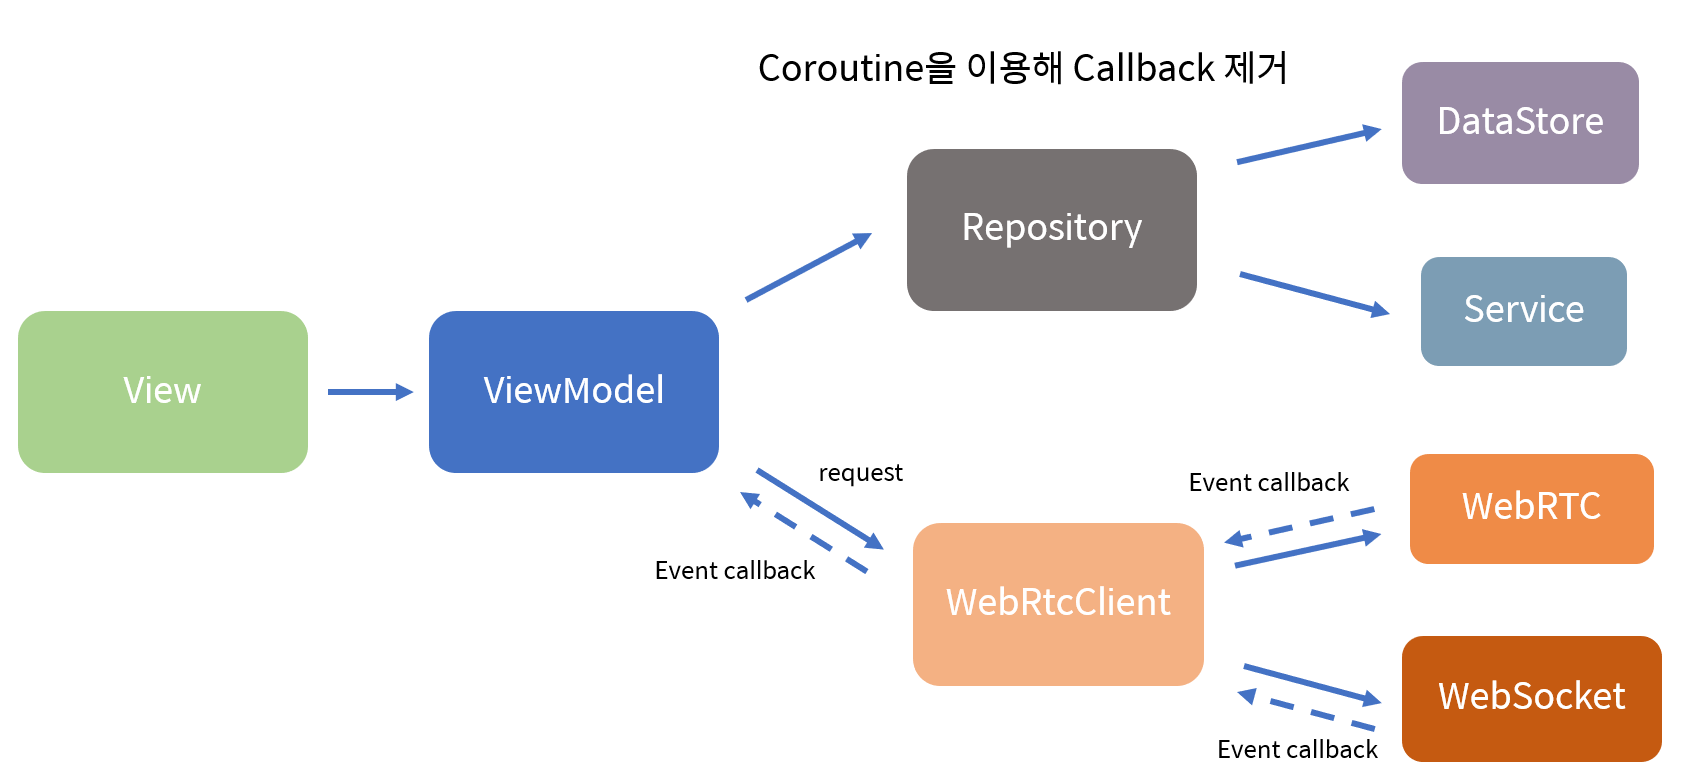 Coroutine을 이용해 Callback 제거
DataStore
Repository
Service
View
ViewModel
request
Event callback
WebRTC
Event callback
WebRtcClient
WebSocket
Event callback